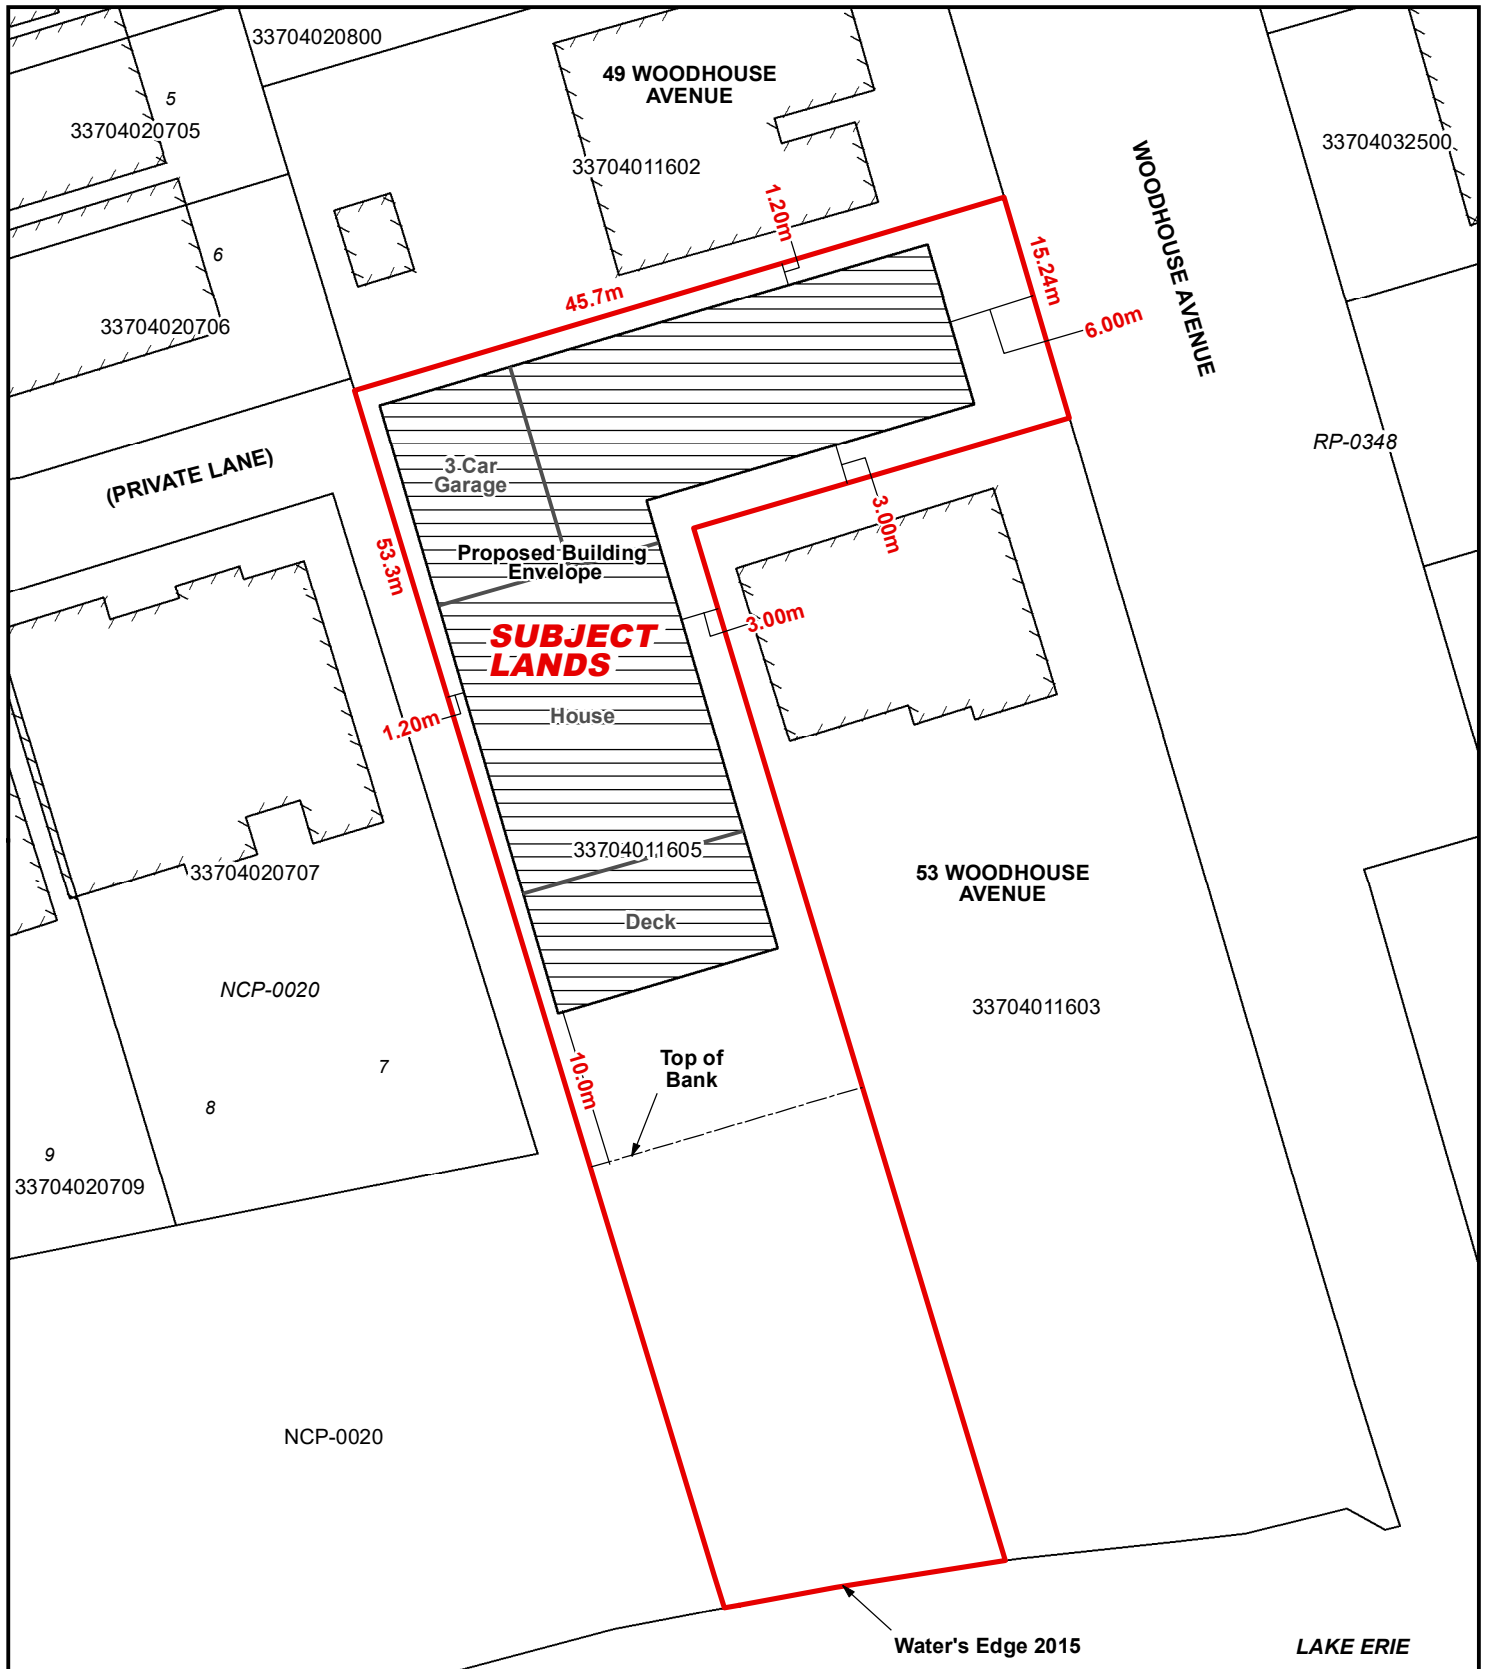 33704020800
49 WOODHOUSE
AVENUE
5
33704020705
33704011602
33704032500
WOODHOUSE AVENUE
1.20m
6
15.24m
45.7m
33704020706
6.00m
RP-0348
(PRIVATE LANE)
3 Car
Garage
3.00m
53.3m
Proposed Building
Envelope
SUBJECT
LANDS
3.00m
House
1.20m
33704011605
33704020707
53 WOODHOUSE
AVENUE
Deck
NCP-0020
33704011603
10.0m
Top of
Bank
7
8
9
33704020709
NCP-0020
Water's Edge 2015
LAKE ERIE